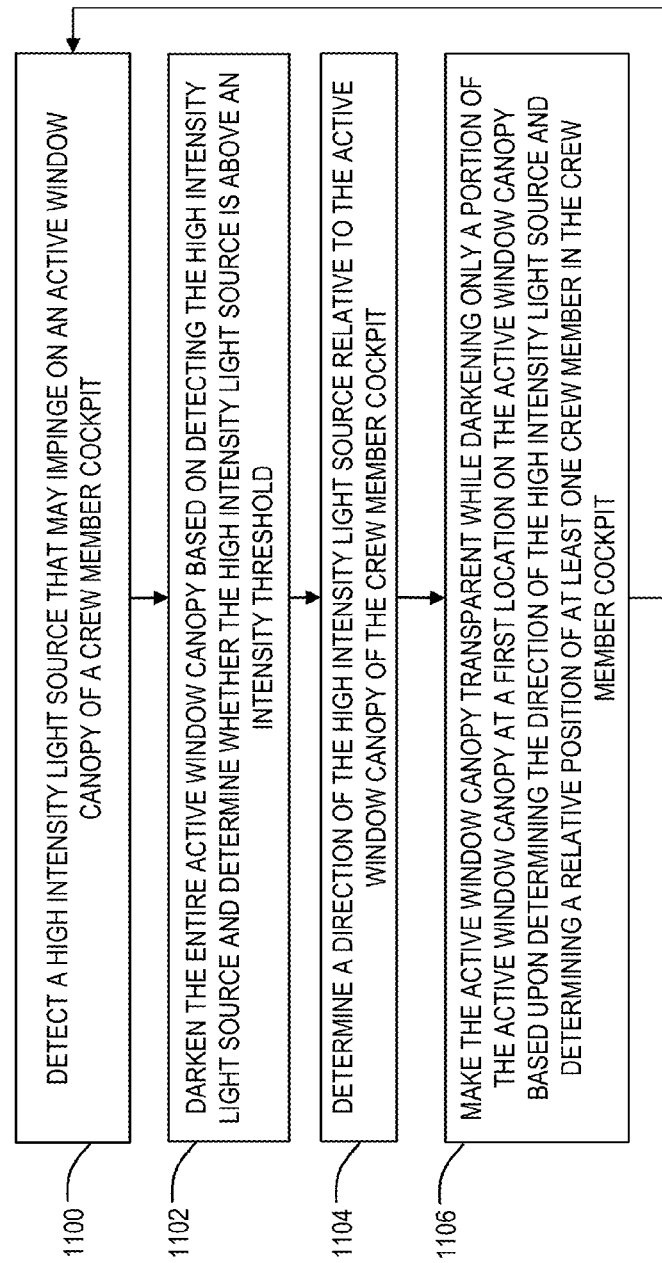 1100
DETECT A HIGH INTENSITY LIGHT SOURCE THAT MAY IMPINGE ON AN ACTIVE WINDOW
CANOPY OF A CREW MEMBER COCKPIT
1102
DARKEN THE ENTIRE ACTIVE WINDOW CANOPY BASED ON DETECTING THE HIGH INTENSITY
LIGHT SOURCE AND DETERMINE WHETHER THE HIGH INTENSITY LIGHT SOURCE IS ABOVE AN
INTENSITY THRESHOLD
1104
DETERMINE A DIRECTION OF THE HIGH INTENSITY LIGHT SOURCE RELATIVE TO THE ACTIVE
WINDOW CANOPY OF THE CREW MEMBER COCKPIT
1106
MAKE THE ACTIVE WINDOW CANOPY TRANSPARENT WHILE DARKENING ONLY A PORTION OF
THE ACTIVE WINDOW CANOPY AT A FIRST LOCATION ON THE ACTIVE WINDOW CANOPY
BASED UPON DETERMINING THE DIRECTION OF THE HIGH INTENSITY LIGHT SOURCE AND
DETERMINING A RELATIVE POSITION OF AT LEAST ONE CREW MEMBER IN THE CREW
MEMBER COCKPIT